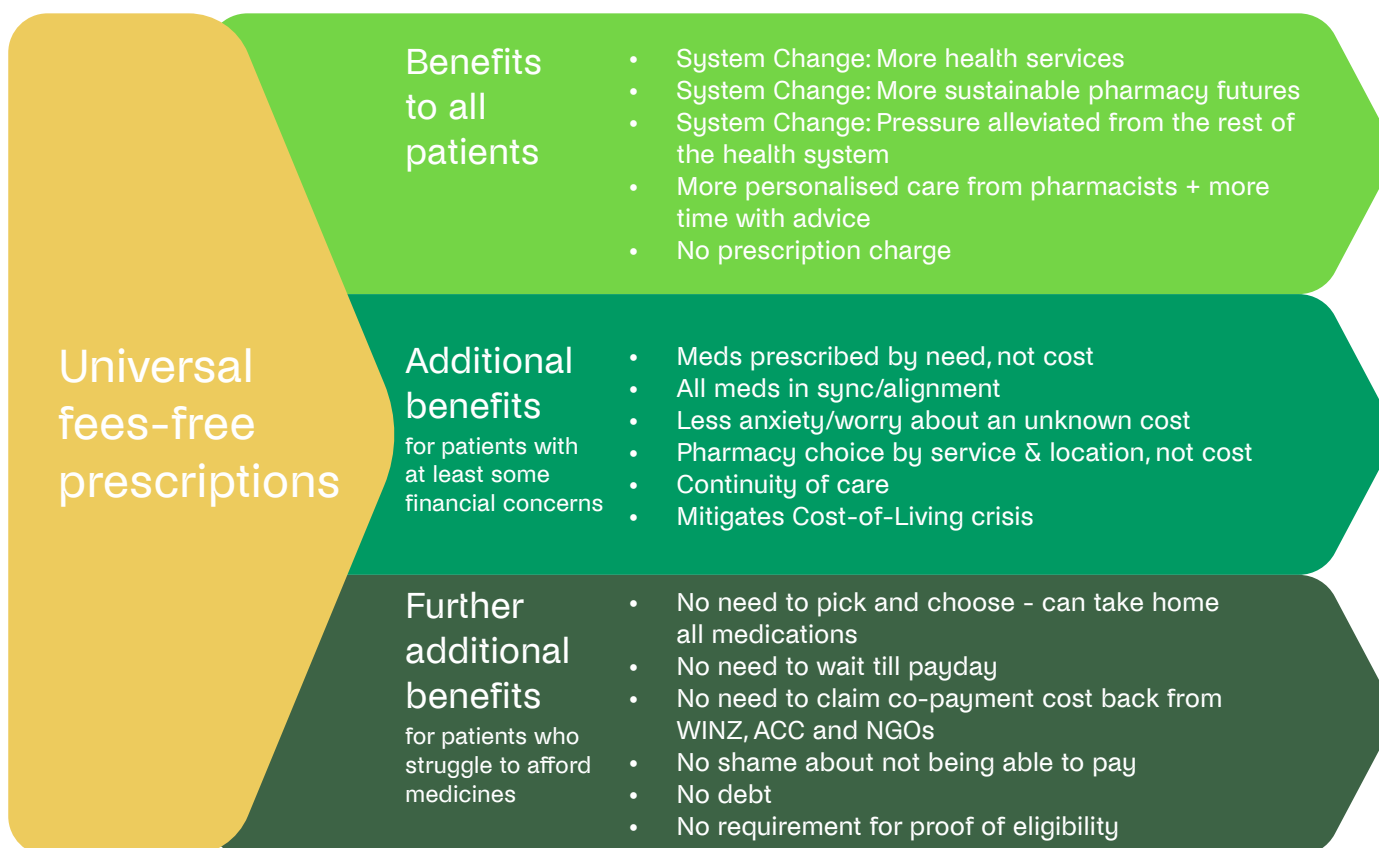 Universal
fees-free
prescriptions
Benefits
to all
patients
• System Change: More health services
• System Change: More sustainable pharmacy futures
• System Change: Pressure alleviated from the rest of
the health system
• More personalised care from pharmacists + more
time with advice
• No prescription charge
Additional
benefits
for patients with
at least some
financial concerns
• Meds prescribed by need, not cost
• All meds in sync/alignment
• Less anxiety/worry about an unknown cost
• Pharmacy choice by service & location, not cost
• Continuity of care
• Mitigates Cost-of-Living crisis
Further
additional
benefits
for patients who
struggle to afford
medicines
• No need to pick and choose - can take home
all medications
• No need to wait till payday
• No need to claim co-payment cost back from
WINZ, ACC and NGOs
• No shame about not being able to pay
• No debt
• No requirement for proof of eligibility